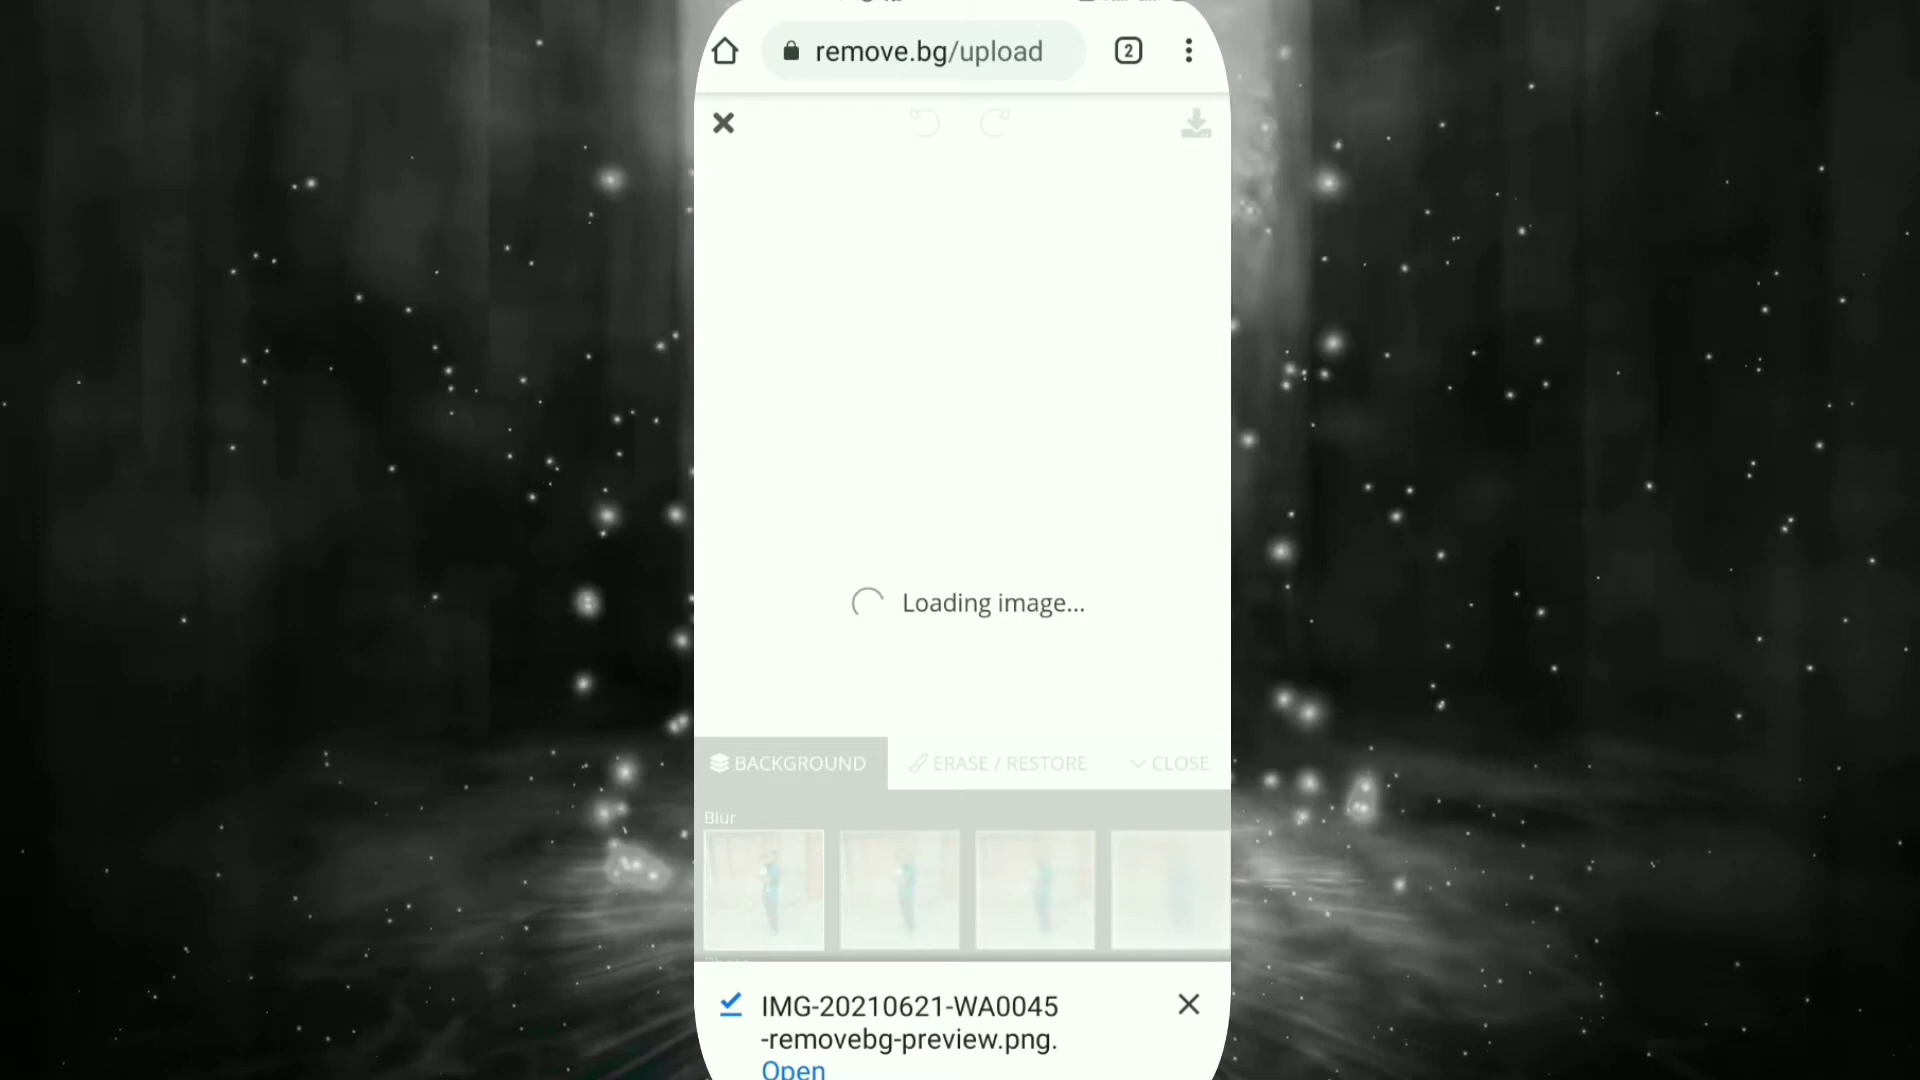 remove.bg/upload
2
Loading image...
BACKGROUND
ERASE / RESTORE
CLOSE
Blur
IMG-20210621-WA0045
-removebg-preview.png.
Open